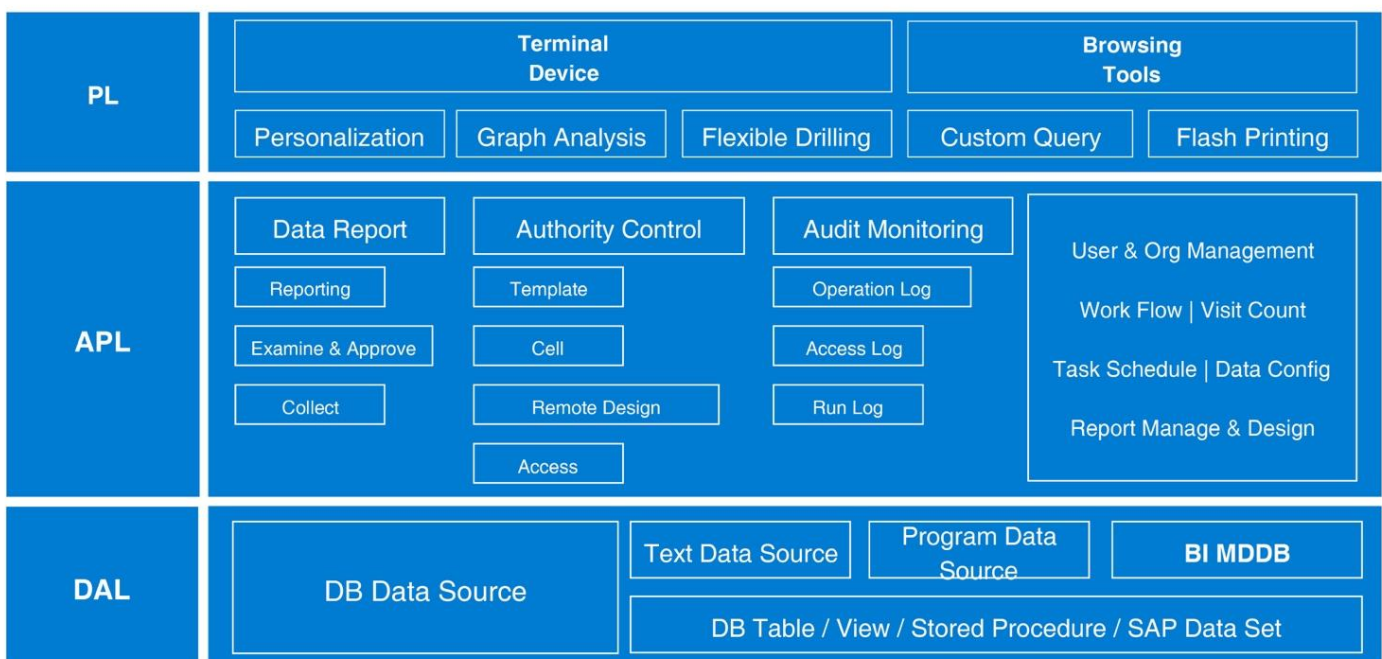 PL
Terminal
Device
Browsing
Tools
Personalization
Graph Analysis
Flexible Drilling
Custom Query
Flash Printing
APL
Data Report
Reporting
Examine & Approve
Collect
Authority Control
Template
Cell
Remote Design
Access
Audit Monitoring
Operation Log
Access Log
Run Log
User & Org Management
Work Flow | Visit Count
Task Schedule | Data Config
Report Manage & Design
DAL
DB Data Source
Text Data Source
Program Data
Source
BI MDDB
DB Table / View / Stored Procedure / SAP Data Set